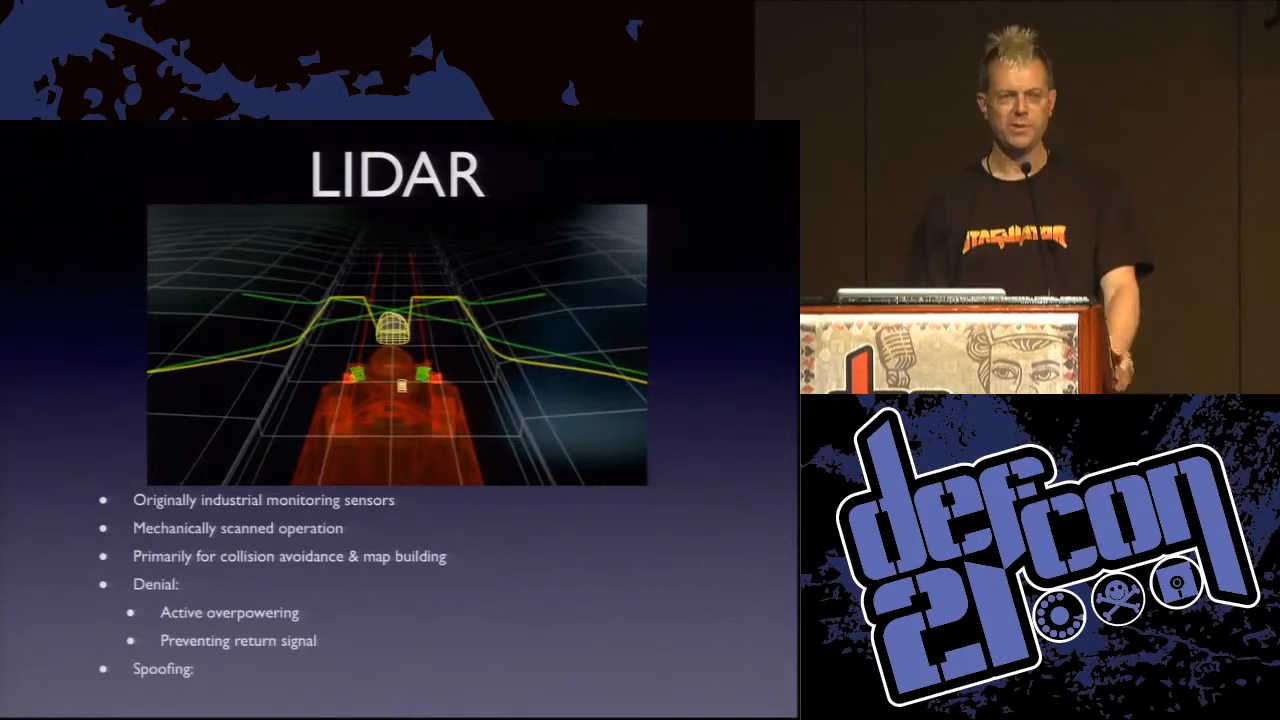 LIDAR
Originally industrial monitoring sensors
Mechanically scanned operation
Primarily for collision avoidance & map building
Denial:
Active overpowering
Preventing return signal
Spoofing:
defcon
21